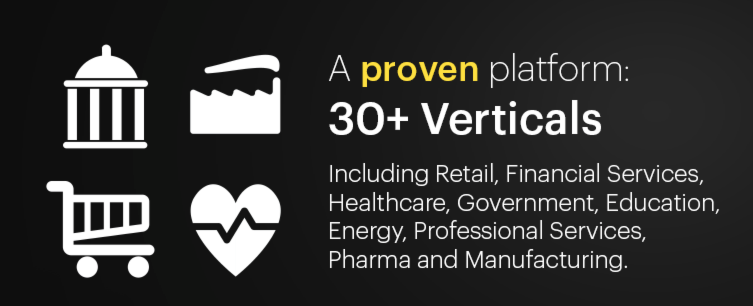 A proven platform:
30+ Verticals
Including Retail, Financial Services,
Healthcare, Government, Education,
Energy, Professional Services,
Pharma and Manufacturing.